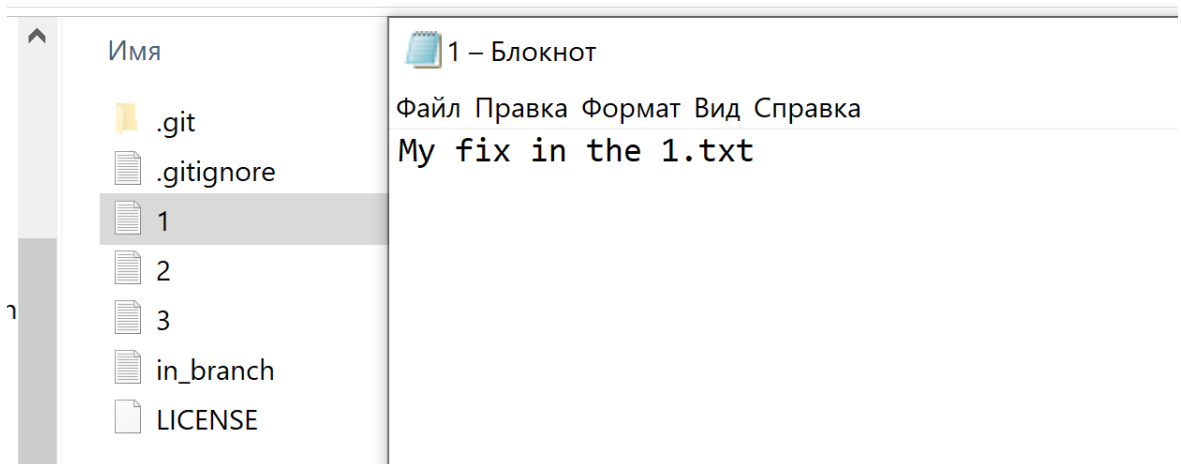 Имя
.git
.gitignore
1
2
3
in_branch
LICENSE
1 – Блокнот
Файл Правка Формат Вид Справка
My fix in the 1.txt